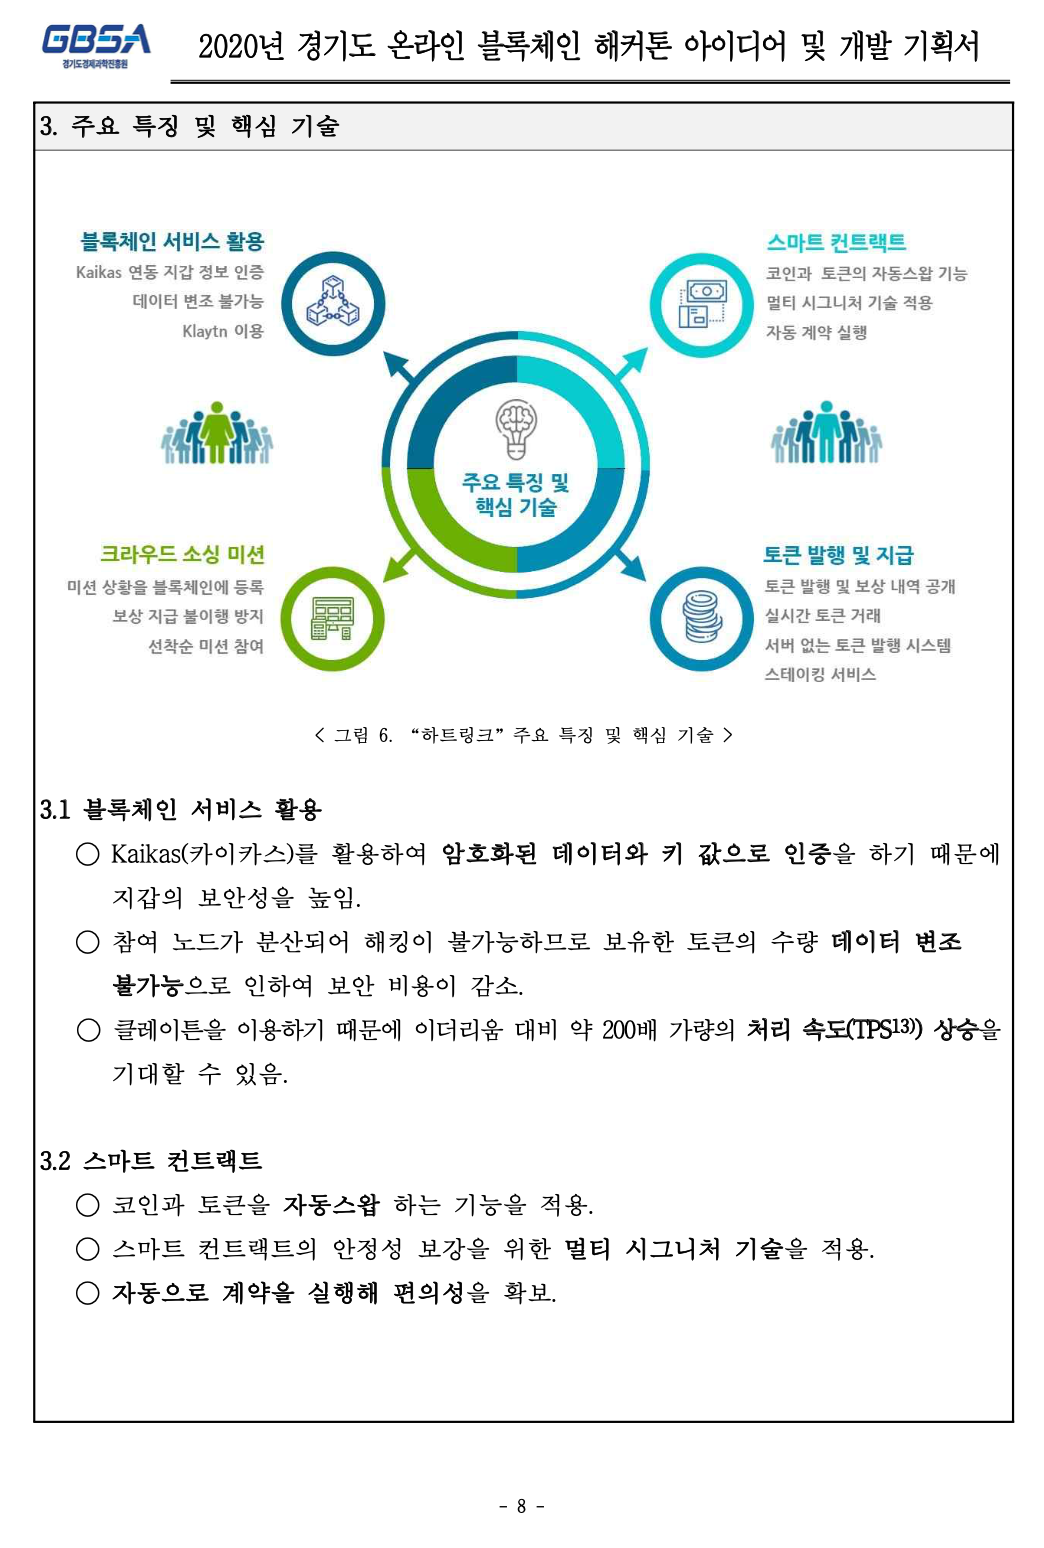 GBSA
경기도경제과학진흥원
2020년 경기도 온라인 블록체인 해커톤 아이디어 및 개발 기획서
3. 주요 특징 및 핵심 기술
블록체인 서비스 활용
Kaikas 연동 지갑 정보 인증
데이터 변조 불가능
Klaytn 이용
스마트 컨트랙트
코인과 토큰의 자동스왑 기능
멀티 시그니처 기술 적용
자동 계약 실행
주요 특징 및
핵심 기술
크라우드 소싱 미션
미션 상황을 블록체인에 등록
보상 지급 불이행 방지
선착순 미션 참여
토큰 발행 및 지급
토큰 발행 및 보상 내역 공개
실시간 토큰 거래
서버 없는 토큰 발행 시스템
스테이킹 서비스
< 그림 6. “하트링크” 주요 특징 및 핵심 기술 >
3.1 블록체인 서비스 활용
○ Kaikas(카이카스)를 활용하여 암호화된 데이터와 키 값으로 인증을 하기 때문에
지갑의 보안성을 높임.
○ 참여 노드가 분산되어 해킹이 불가능하므로 보유한 토큰의 수량 데이터 변조
불가능으로 인하여 보안 비용이 감소.
○ 클레이튼을 이용하기 때문에 이더리움 대비 약 200배 가량의 처리 속도(TPS13)) 상승을
기대할 수 있음.
3.2 스마트 컨트랙트
○ 코인과 토큰을 자동스왑 하는 기능을 적용.
○ 스마트 컨트랙트의 안정성 보강을 위한 멀티 시그니처 기술을 적용.
○ 자동으로 계약을 실행해 편의성을 확보.
- 8 -